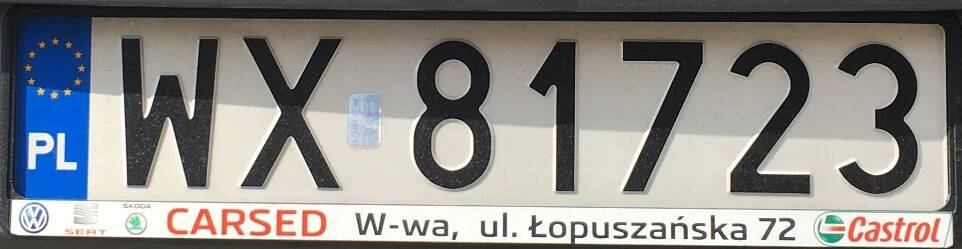 PL WX 81723
SEAT ŠKODA CARSED W-wa, ul. Łopuszańska 72 Castrol